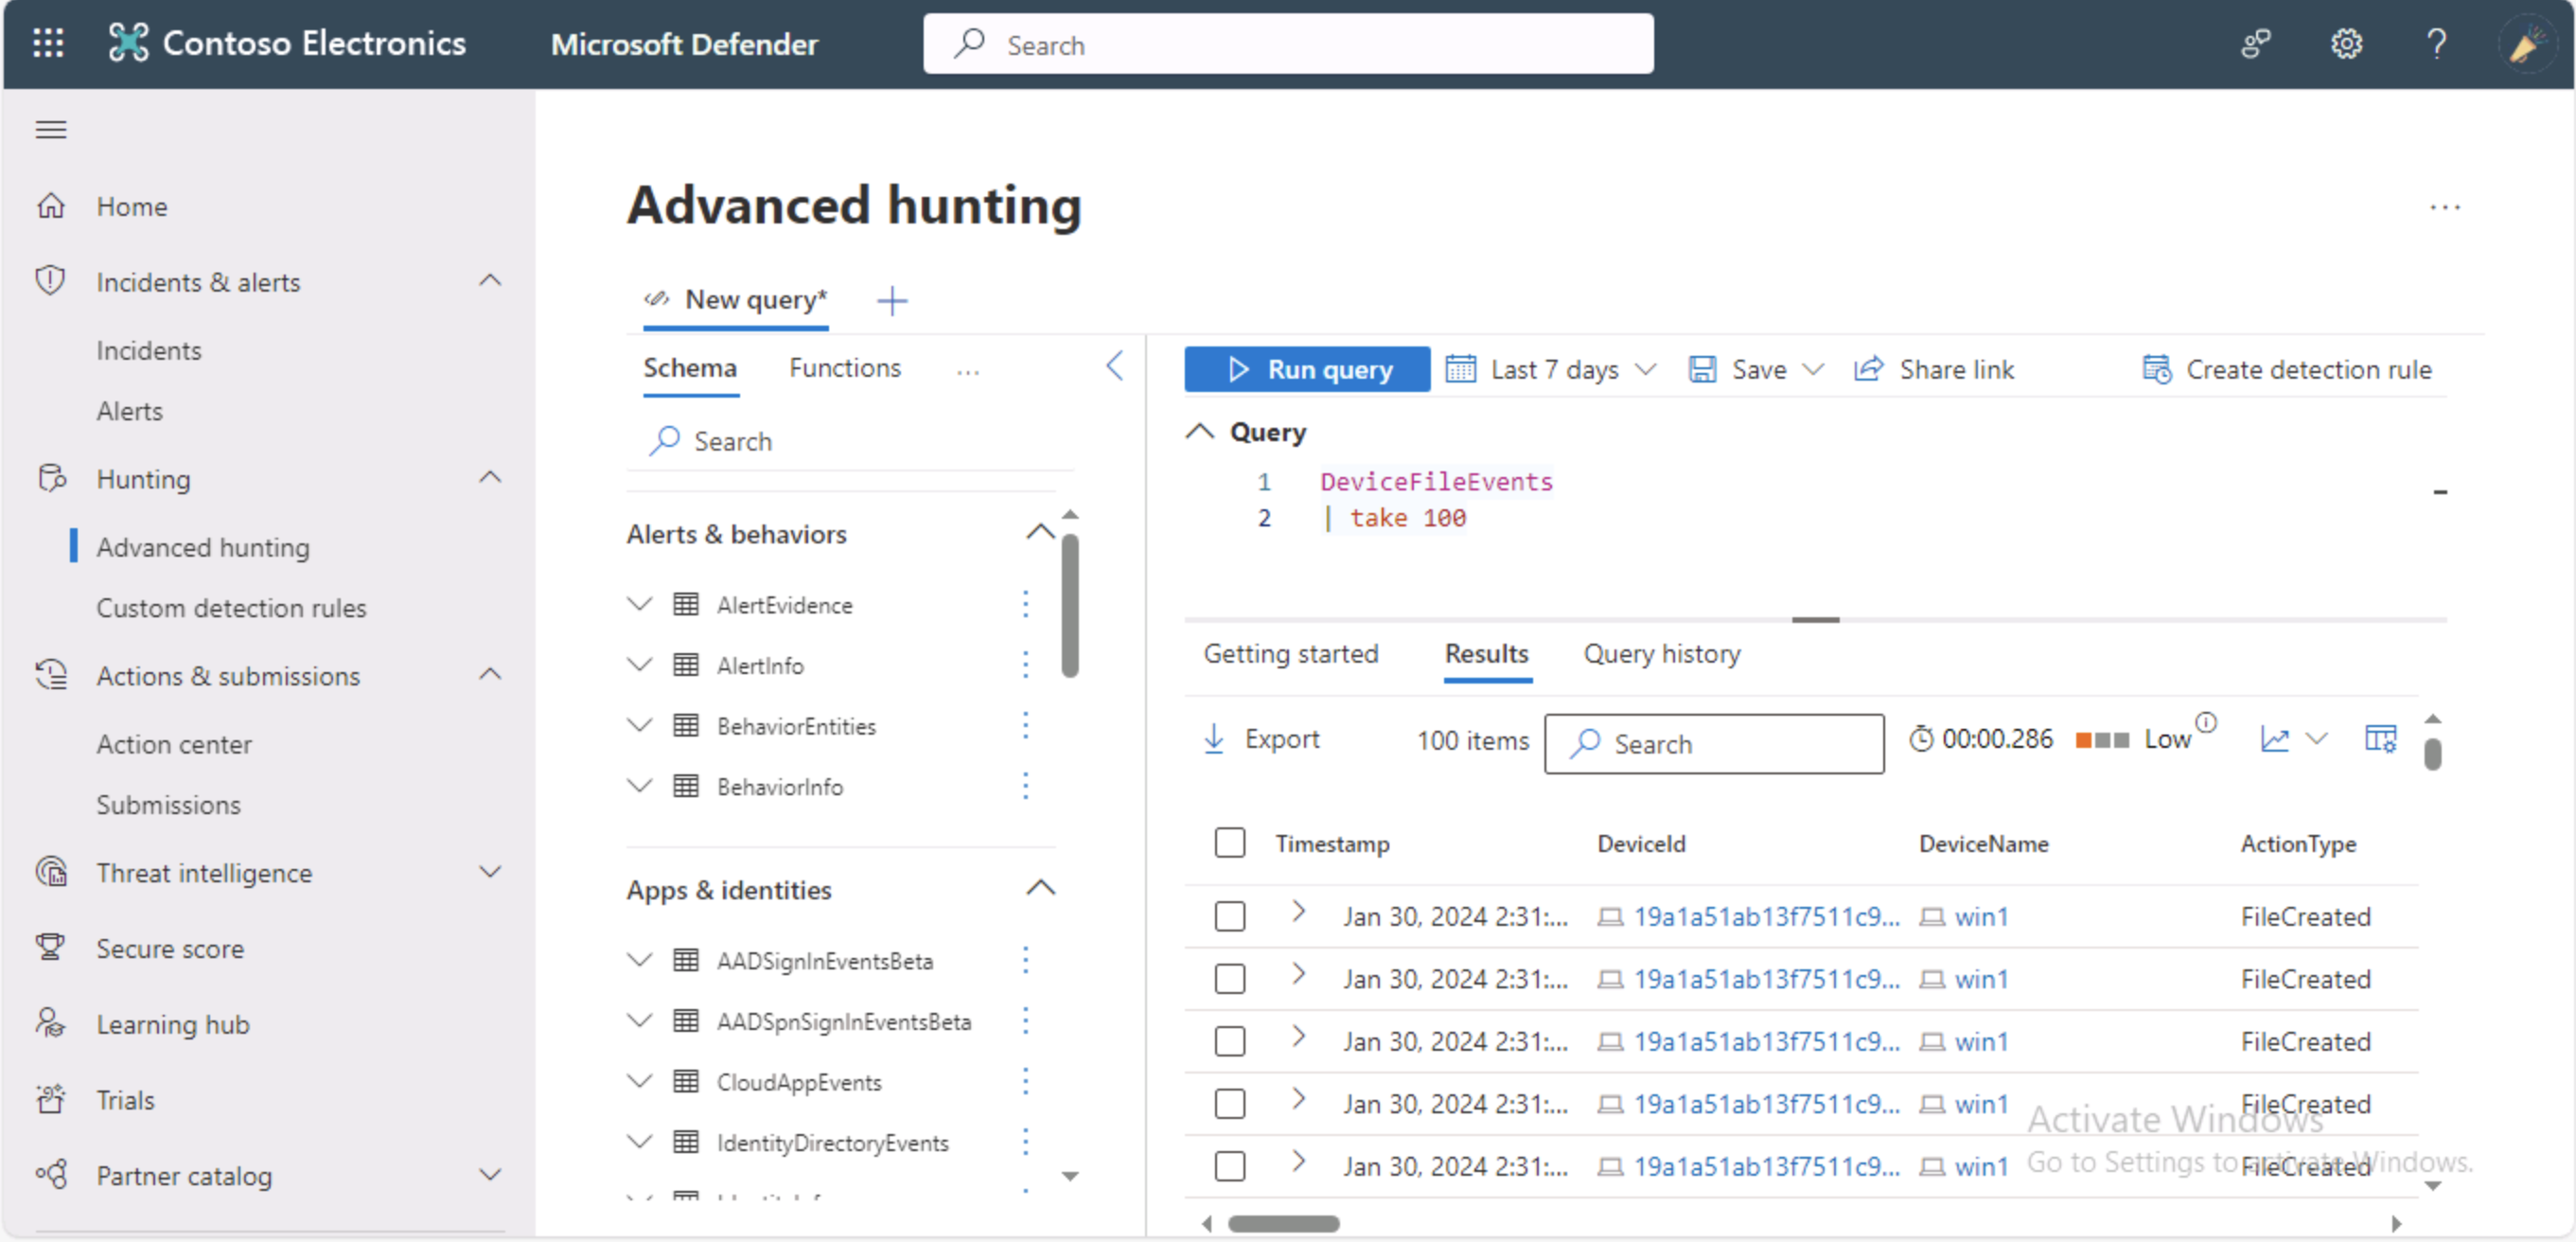 Contoso Electronics Microsoft Defender Search
Home
Incidents & alerts
Incidents
Alerts
Hunting
Advanced hunting
Custom detection rules
Actions & submissions
Action center
Submissions
Threat intelligence
Secure score
Learning hub
Trials
Partner catalog
Advanced hunting
New query*
Schema Functions ...
Search
Alerts & behaviors
AlertEvidence
AlertInfo
BehaviorEntities
BehaviorInfo
Apps & identities
AADSignInEventsBeta
AADSpnSignInEventsBeta
CloudAppEvents
IdentityDirectoryEvents
Run query Last 7 days Save Share link Create detection rule
Query
1 DeviceFileEvents
2 | take 100
Getting started Results Query history
Export 100 items Search 00:00.286 Low
Timestamp DeviceId DeviceName ActionType
Jan 30, 2024 2:31:... 19a1a51ab13f7511c9... win1 FileCreated
Jan 30, 2024 2:31:... 19a1a51ab13f7511c9... win1 FileCreated
Jan 30, 2024 2:31:... 19a1a51ab13f7511c9... win1 FileCreated
Jan 30, 2024 2:31:... 19a1a51ab13f7511c9... win1 FileCreated
Jan 30, 2024 2:31:... 19a1a51ab13f7511c9... win1 FileCreated
Activate Windows
Go to Settings to activate Windows.